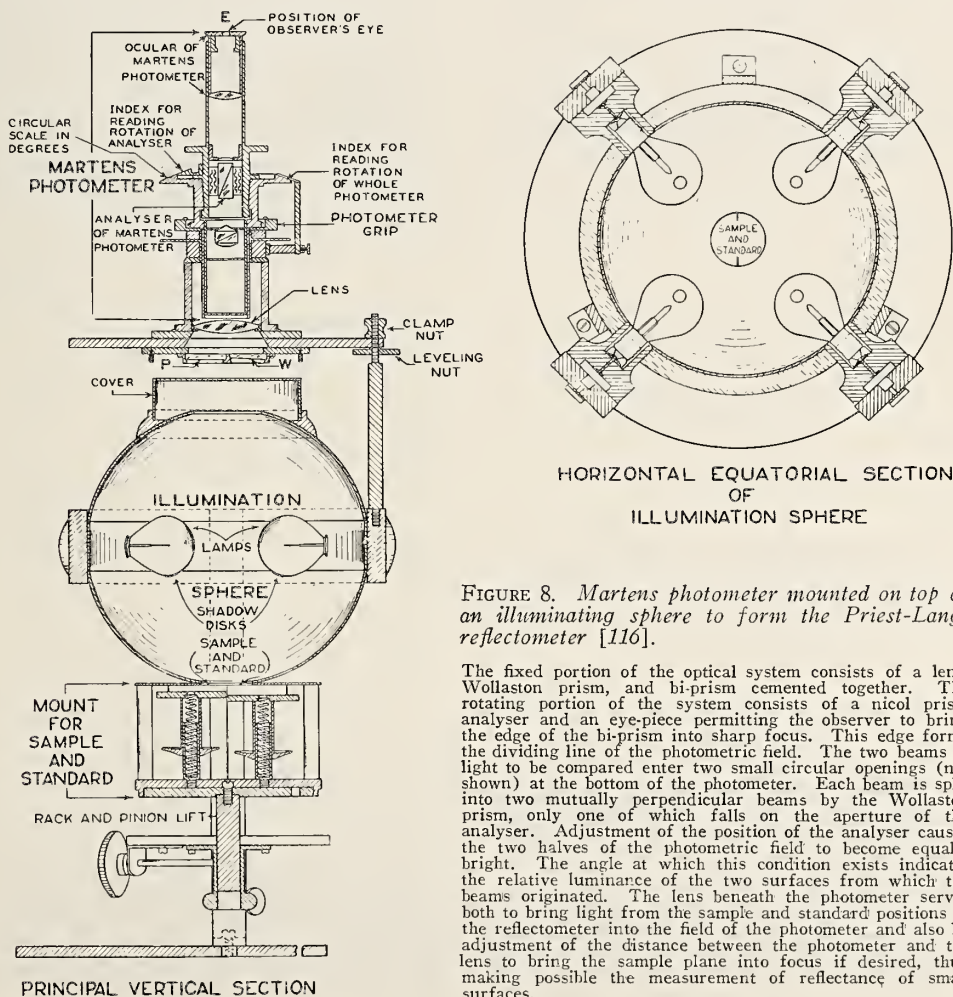 E
POSITION OF
OBSERVER'S EYE
OCULAR OF
MARTENS
PHOTOMETER
INDEX FOR
READING
ROTATION OF
ANALYSER
CIRCULAR
SCALE IN
DEGREES
MARTENS
PHOTOMETER
INDEX FOR
READING
ROTATION
OF WHOLE
PHOTOMETER
ANALYSER
OF MARTENS
PHOTOMETER
PHOTOMETER
GRIP
LENS
CLAMP
NUT
LEVELING
NUT
P
W
COVER
ILLUMINATION
LAMPS
SPHERE
SHADOW
DISKS
SAMPLE
AND
STANDARD
MOUNT
FOR
SAMPLE
AND
STANDARD
RACK AND PINION LIFT
PRINCIPAL VERTICAL SECTION
SAMPLE
AND
STANDARD
HORIZONTAL EQUATORIAL SECTION
OF
ILLUMINATION SPHERE
FIGURE 8. Martens photometer mounted on top o
an illuminating sphere to form the Priest-Lang
reflectometer [116].
The fixed portion of the optical system consists of a len
Wollaston prism, and bi-prism cemented together. Th
rotating portion of the system consists of a nicol pris
analyser and an eye-piece permitting the observer to brin
the edge of the bi-prism into sharp focus. This edge form
the dividing line of the photometric field. The two beams
light to be compared enter two small circular openings (n
shown) at the bottom of the photometer. Each beam is spl
into two mutually perpendicular beams by the Wollasto
prism, only one of which falls on the aperture of th
analyser. Adjustment of the position of the analyser cause
the two halves of the photometric field to become equall
bright. The angle at which this condition exists indicat
the relative luminance of the two surfaces from which t
beams originated. The lens beneath the photometer serv
both to bring light from the sample and standard positions
the reflectometer into the field of the photometer and also
adjustment of the distance between the photometer and th
lens to bring the sample plane into focus if desired, thu
making possible the measurement of reflectance of sma
surfaces